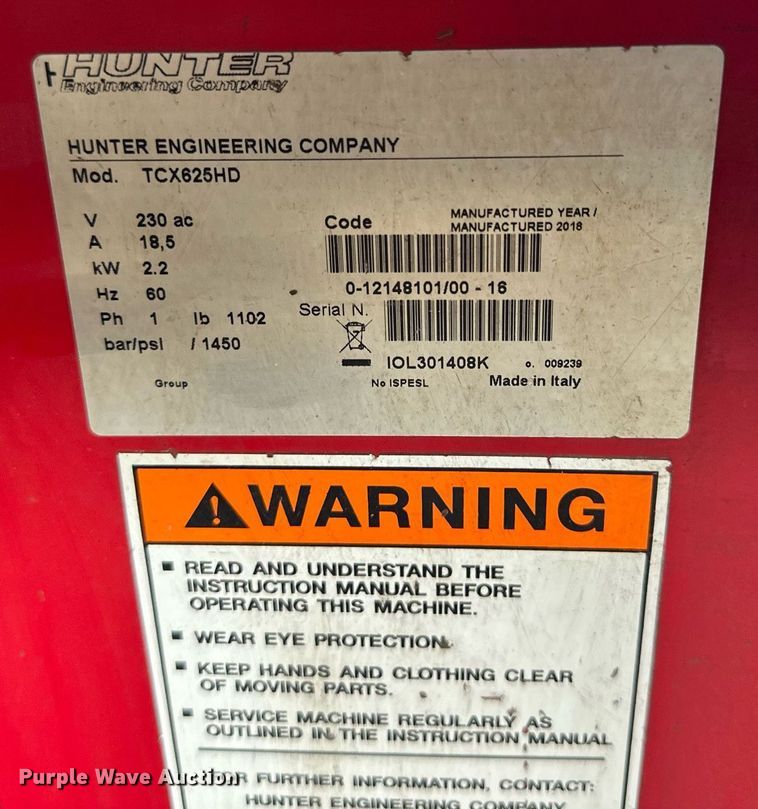 HUNTER
Engineering Company
HUNTER ENGINEERING COMPANY
Mod. TCX625HD
V 230 ac
A 18,5
kW 2.2
Hz 60
Ph 1 lb 1102
bar/psI / 1450
Group
Code
MANUFACTURED YEAR /
MANUFACTURED 2016
0-12148101/00 - 16
Serial N.
IOL301408K o. 009239
No ISPESL Made in Italy
WARNING
READ AND UNDERSTAND THE
INSTRUCTION MANUAL BEFORE
OPERATING THIS MACHINE.
WEAR EYE PROTECTION.
KEEP HANDS AND CLOTHING CLEAR
OF MOVING PARTS.
SERVICE MACHINE REGULARLY AS
OUTLINED IN THE INSTRUCTION MANUAL
FURTHER INFORMATION, CONTACT:
HUNTER ENGINEERING COMPANY
Purple Wave Auction